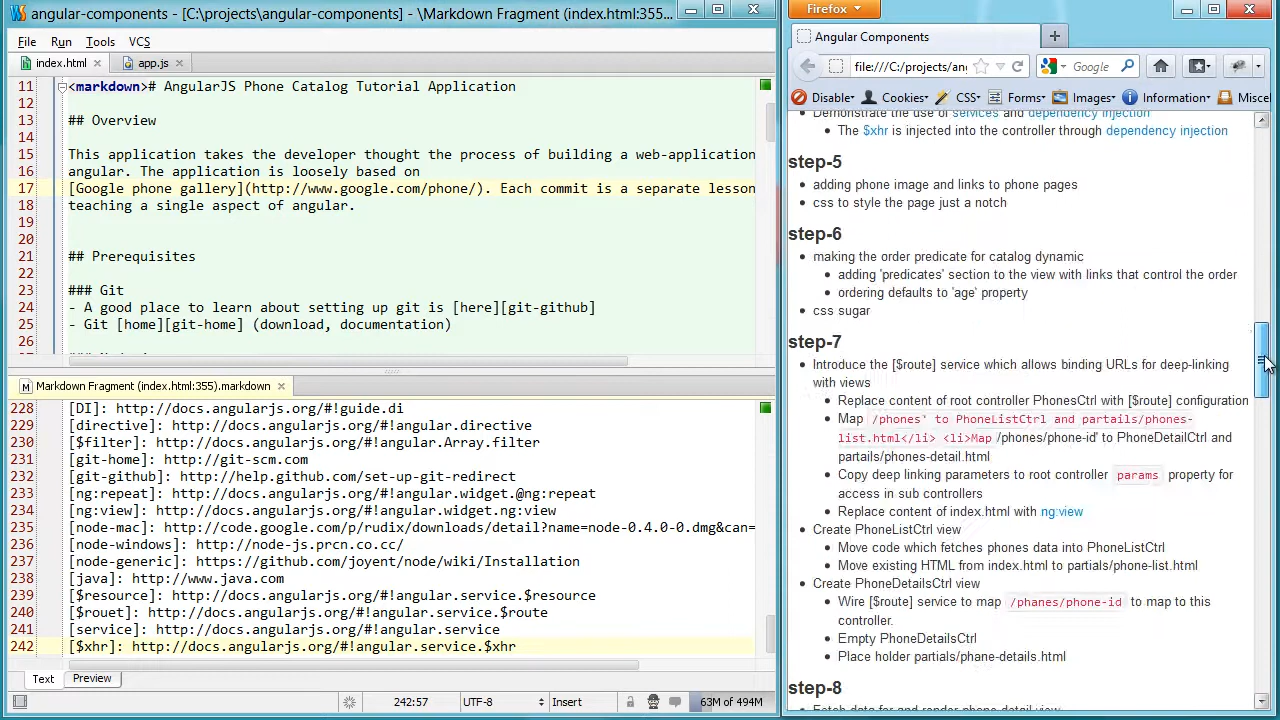 angular-components - [C:\projects\angular-components] - \Markdown Fragment (index.html:355)...
File Run Tools VCS
index.html
app.js
11 <markdown># AngularJS Phone Catalog Tutorial Application
12
13 ## Overview
14
15 This application takes the developer thought the process of building a web-application
16 angular. The application is loosely based on
17 [Google phone gallery](http://www.google.com/phone/). Each commit is a separate lesson
18 teaching a single aspect of angular.
19
20
21 ## Prerequisites
22
23 ### Git
24 - A good place to learn about setting up git is [here][git-github]
25 - Git [home][git-home] (download, documentation)
26
Markdown Fragment (index.html:355).markdown
228 [DI]: http://docs.angularjs.org/#!guide.di
229 [directive]: http://docs.angularjs.org/#!angular.directive
230 [$filter]: http://docs.angularjs.org/#!angular.Array.filter
231 [git-home]: http://git-scm.com
232 [git-github]: http://help.github.com/set-up-git-redirect
233 [ng:repeat]: http://docs.angularjs.org/#!angular.widget.@ng:repeat
234 [ng:view]: http://docs.angularjs.org/#!angular.widget.ng:view
235 [node-mac]: http://code.google.com/p/rudix/downloads/detail?name=node-0.4.0-0.dmg&can=
236 [node-windows]: http://node-js.prcn.co.cc/
237 [node-generic]: https://github.com/joyent/node/wiki/Installation
238 [java]: http://www.java.com
239 [$resource]: http://docs.angularjs.org/#!angular.service.$resource
240 [$rouet]: http://docs.angularjs.org/#!angular.service.$route
241 [service]: http://docs.angularjs.org/#!angular.service
242 [$xhr]: http://docs.angularjs.org/#!angular.service.$xhr
Text Preview
242:57 UTF-8 Insert 63M of 494M
Firefox
Angular Components
file:///C:/projects/an Google
Disable Cookies CSS Forms Images Information Miscel
Demonstrate the use of services and dependency injection
The $xhr is injected into the controller through dependency injection
step-5
adding phone image and links to phone pages
css to style the page just a notch
step-6
making the order predicate for catalog dynamic
adding 'predicates' section to the view with links that control the order
ordering defaults to 'age' property
css sugar
step-7
Introduce the [$route] service which allows binding URLs for deep-linking
with views
Replace content of root controller PhonesCtrl with [$route] configuration
Map /phones' to PhoneListCtrl and partails/phones-
list.html</li> <li>Map /phones/phone-id' to PhoneDetailCtrl and
partails/phones-detail.html
Copy deep linking parameters to root controller params property for
access in sub controllers
Replace content of index.html with ng:view
Create PhoneListCtrl view
Move code which fetches phones data into PhoneListCtrl
Move existing HTML from index.html to partials/phone-list.html
Create PhoneDetailsCtrl view
Wire [$route] service to map /phanes/phone-id to map to this
controller.
Empty PhoneDetailsCtrl
Place holder partials/phane-details.html
step-8
Fetch data for and render phone detail view